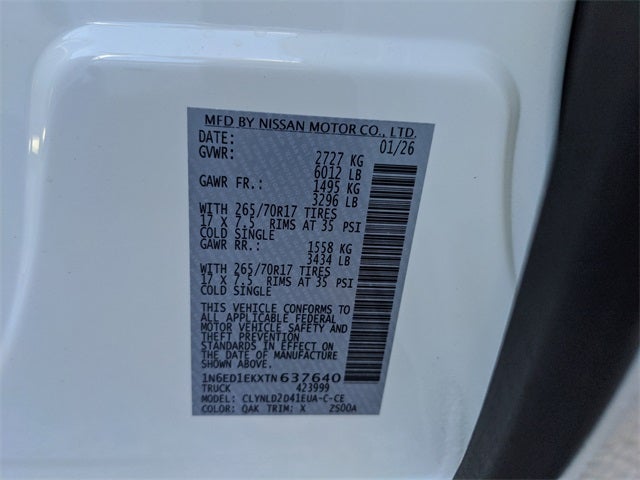 MFD BY NISSAN MOTOR CO., LTD.
DATE: 01/26
GVWR: 2727 KG
6012 LB
GAWR FR.: 1495 KG
3296 LB
WITH 265/70R17 TIRES
17 X 7.5 RIMS AT 35 PSI
COLD SINGLE
GAWR RR.: 1558 KG
3434 LB
WITH 265/70R17 TIRES
17 X 7.5 RIMS AT 35 PSI
COLD SINGLE
THIS VEHICLE CONFORMS TO
ALL APPLICABLE FEDERAL
MOTOR VEHICLE SAFETY AND
THEFT PREVENTION
STANDARDS IN EFFECT ON
THE DATE OF MANUFACTURE
SHOWN ABOVE.
1N6ED1EKXTN637640
TRUCK 423999
MODEL: CLYNLD2D41EUA-C-CE
COLOR: QAK TRIM: X 2S00A